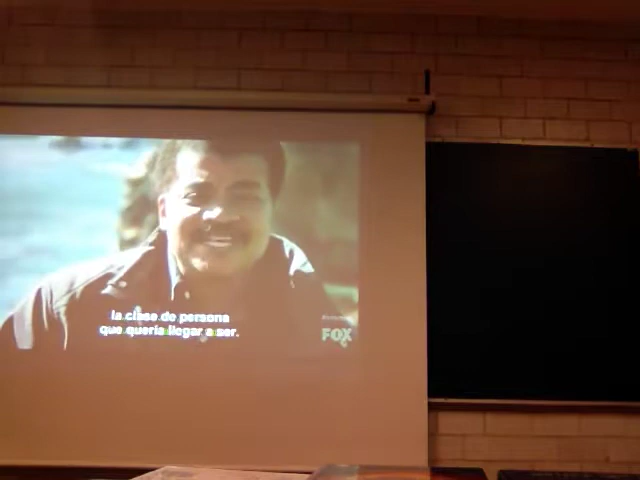 la clase de persona
que quería llegar a ser.
FOX